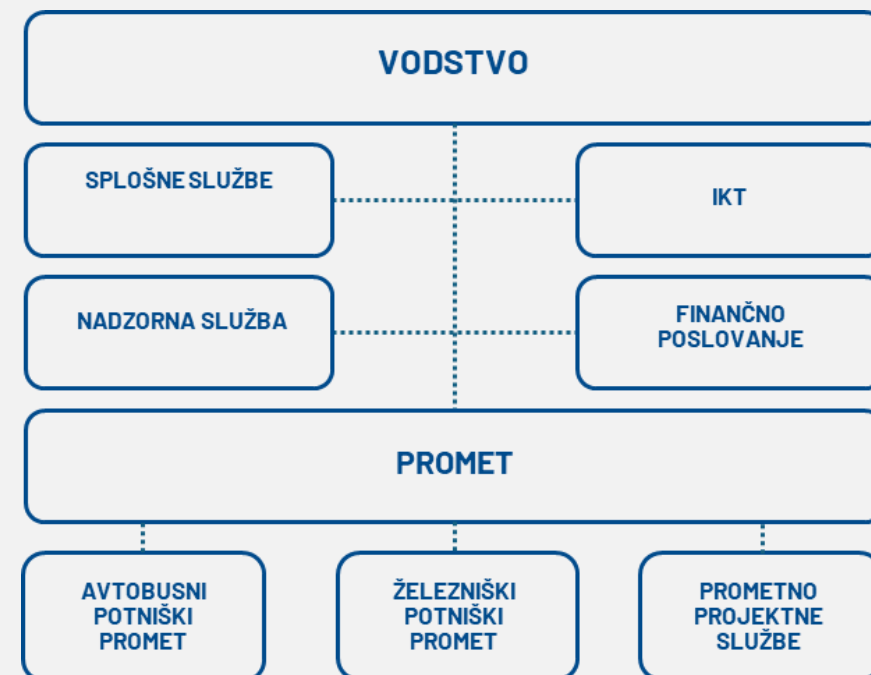 VODSTVO
SPLOŠNE SLUŽBE
IKT
NADZORNA SLUŽBA
FINANČNO
POSLOVANJE
PROMET
AVTOBUSNI
POTNIŠKI
PROMET
ŽELEZNIŠKI
POTNIŠKI
PROMET
PROMETNO
PROJEKTNE
SLUŽBE